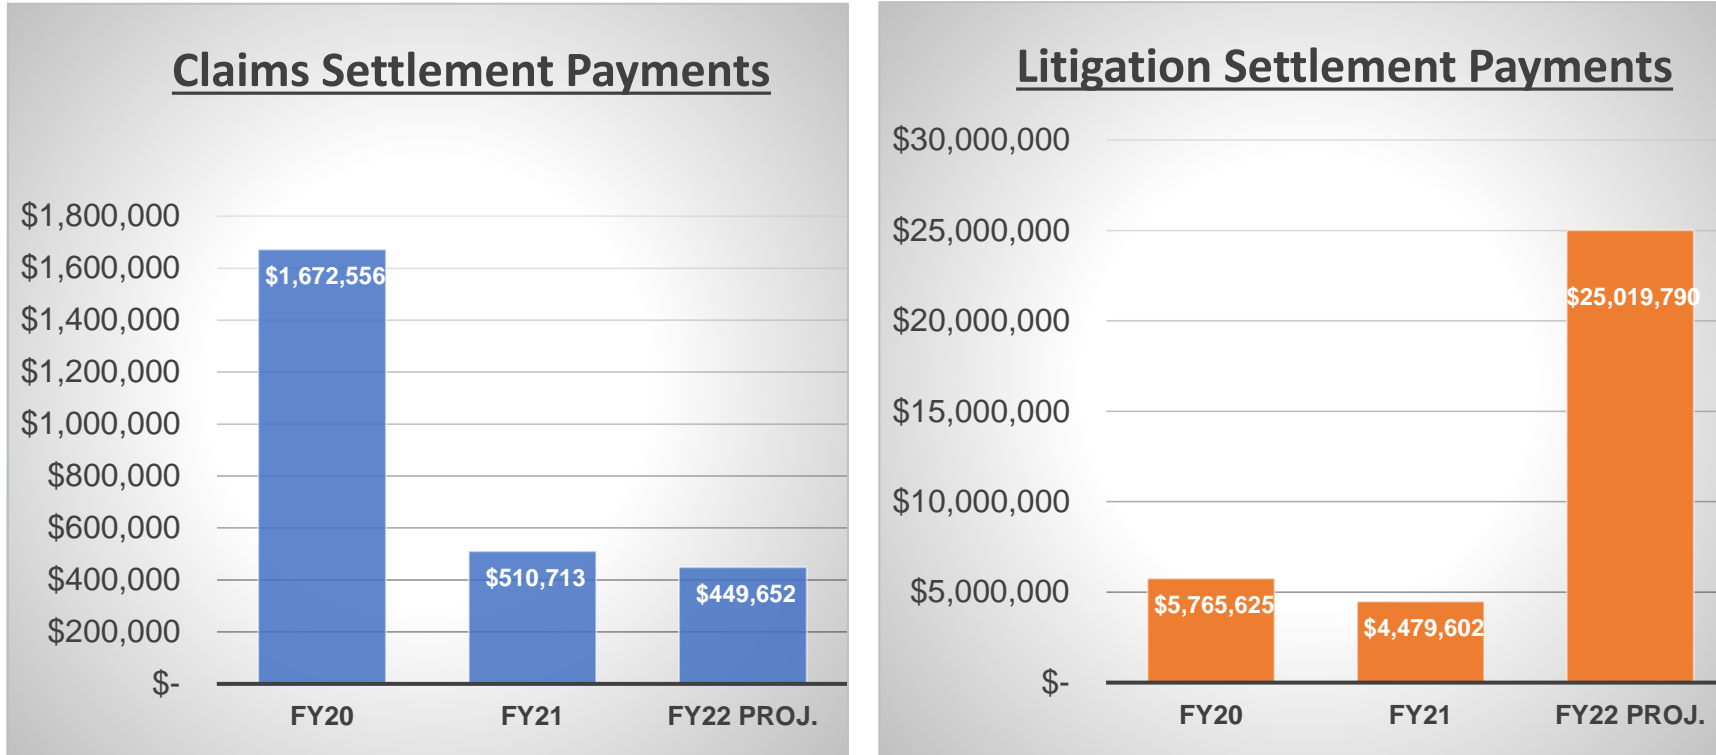 Claims Settlement Payments
$1,800,000
$1,600,000
$1,400,000
$1,200,000
$1,000,000
$800,000
$600,000
$400,000
$200,000
$-
$1,672,556
$510,713
$449,652
FY20
FY21
FY22 PROJ.
Litigation Settlement Payments
$30,000,000
$25,000,000
$20,000,000
$15,000,000
$10,000,000
$5,000,000
$-
$5,765,625
$4,479,602
$25,019,790
FY20
FY21
FY22 PROJ.